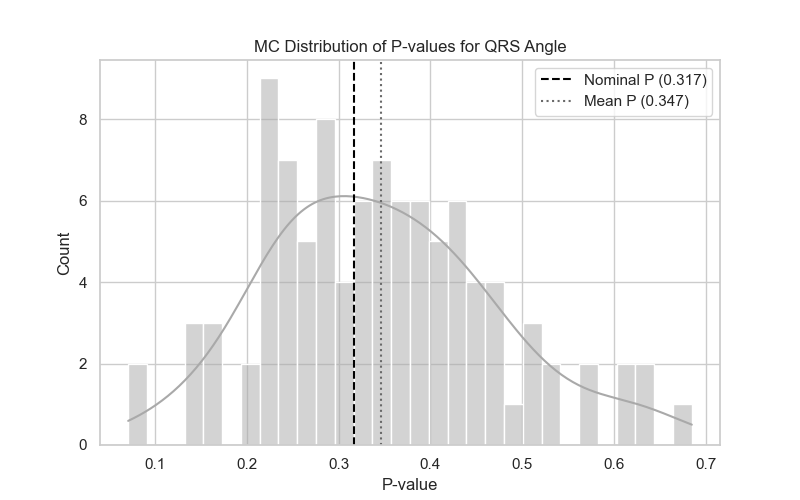 MC Distribution of P-values for QRS Angle
Nominal P (0.317)
Mean P (0.347)
Count
8
6
4
2
0
0.1 0.2 0.3 0.4 0.5 0.6 0.7
P-value